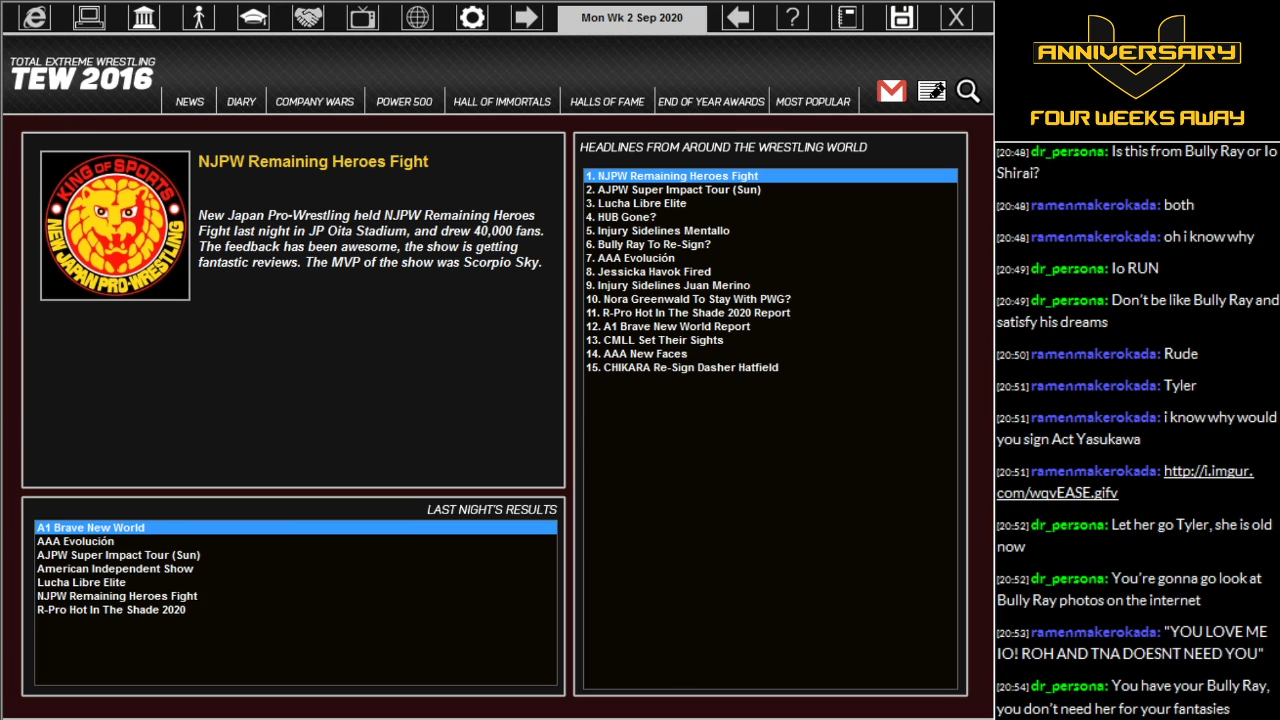 Mon Wk 2 Sep 2020
TOTAL EXTREME WRESTLING
TEW 2016
NEWS
DIARY
COMPANY WARS
POWER 500
HALL OF IMMORTALS
HALLS OF FAME
END OF YEAR AWARDS
MOST POPULAR
KING OF SPORTS
NEW JAPAN PRO-WRESTLING
NJPW Remaining Heroes Fight
New Japan Pro-Wrestling held NJPW Remaining Heroes
Fight last night in JP Oita Stadium, and drew 40,000 fans.
The feedback has been awesome, the show is getting
fantastic reviews. The MVP of the show was Scorpio Sky.
LAST NIGHT'S RESULTS
A1 Brave New World
AAA Evolución
AJPW Super Impact Tour (Sun)
American Independent Show
Lucha Libre Elite
NJPW Remaining Heroes Fight
R-Pro Hot In The Shade 2020
HEADLINES FROM AROUND THE WRESTLING WORLD
1. NJPW Remaining Heroes Fight
2. AJPW Super Impact Tour (Sun)
3. Lucha Libre Elite
4. HUB Gone?
5. Injury Sidelines Mentallo
6. Bully Ray To Re-Sign?
7. AAA Evolución
8. Jessicka Havok Fired
9. Injury Sidelines Juan Merino
10. Nora Greenwald To Stay With PWG?
11. R-Pro Hot In The Shade 2020 Report
12. A1 Brave New World Report
13. CMLL Set Their Sights
14. AAA New Faces
15. CHIKARA Re-Sign Dasher Hatfield
ANNIVERSARY
FOUR WEEKS AWAY
[20:48] dr_persona: Is this from Bully Ray or Io
Shirai?
[20:48] ramenmakerokada: both
[20:48] ramenmakerokada: oh i know why
[20:49] dr_persona: Io RUN
[20:49] dr_persona: Don't be like Bully Ray and
satisfy his dreams
[20:50] ramenmakerokada: Rude
[20:51] ramenmakerokada: Tyler
[20:51] ramenmakerokada: i know why would
you sign Act Yasukawa
[20:51] ramenmakerokada: http://i.imgur.
com/wqvEASE.gifv
[20:52] dr_persona: Let her go Tyler, she is old
now
[20:52] dr_persona: You're gonna go look at
Bully Ray photos on the internet
[20:53] ramenmakerokada: "YOU LOVE ME
IO! ROH AND TNA DOESNT NEED YOU"
[20:54] dr_persona: You have your Bully Ray,
you don't need her for your fantasies